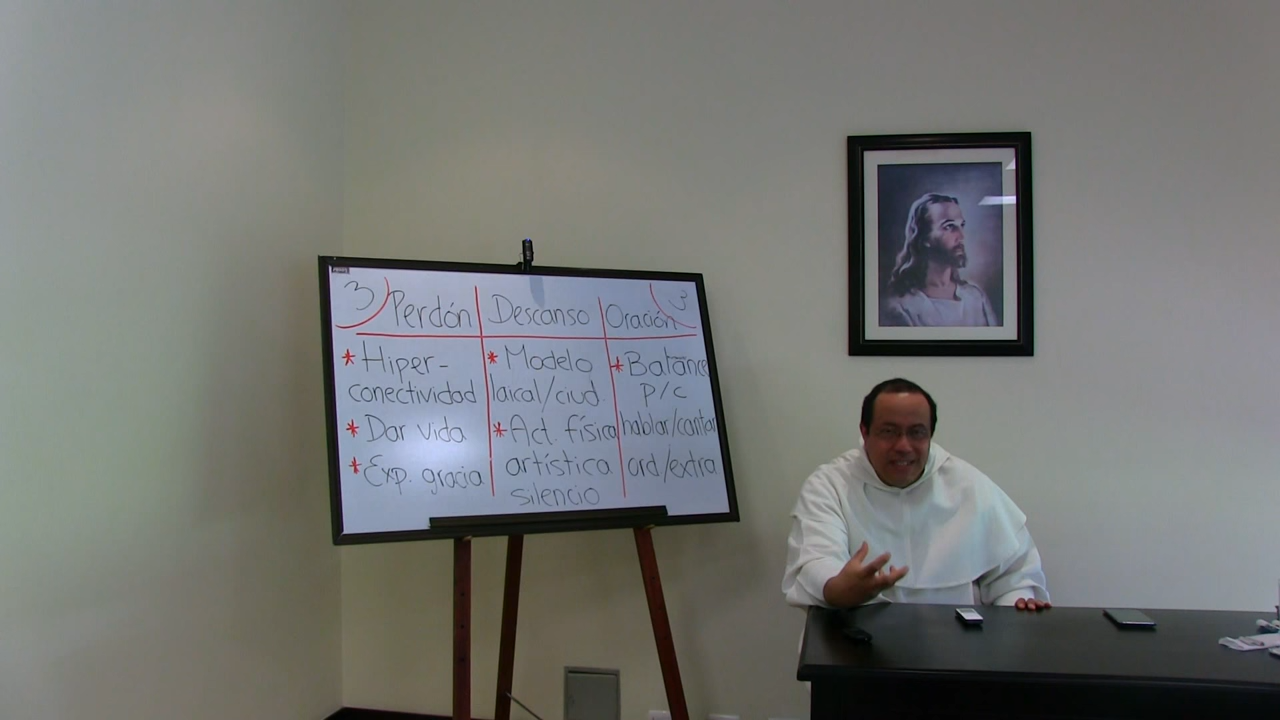 3 Perdón Descanso Oración 3
* Hiper-
conectividad
* Dar vida
* Exp. gracia
* Modelo
laical/ciud.
* Act. física
artística
silencio
* Balance
P/C
hablar/cantar
ord/extra